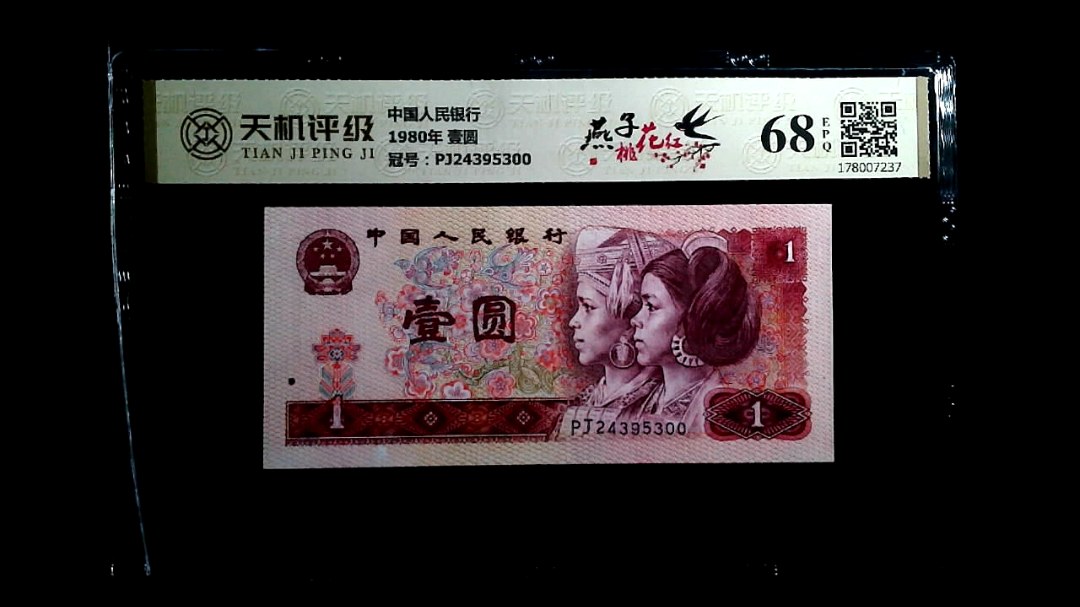 天机评级
TIAN JI PING JI
中国人民银行
1980年 壹圆
冠号：PJ24395300
燕子
桃花红
68
EPQ
178007237
中国人民银行
1
壹圆
1
PJ24395300
1